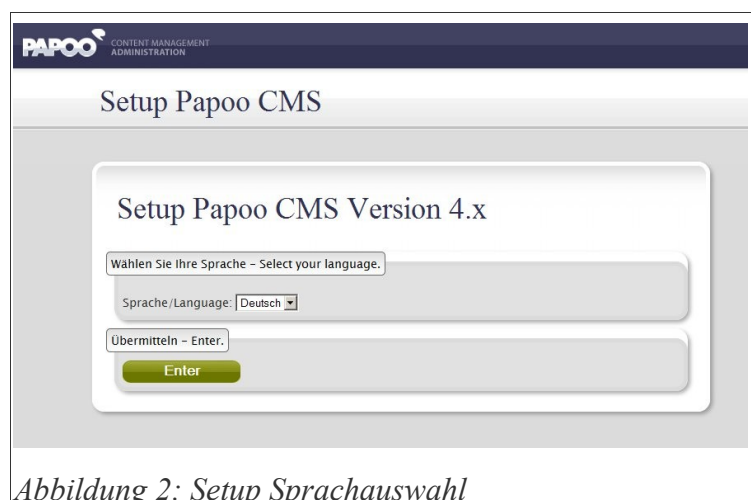 PAPOO CONTENT MANAGEMENT
ADMINISTRATION
Setup Papoo CMS
Setup Papoo CMS Version 4.x
Wählen Sie Ihre Sprache – Select your language.
Sprache/Language: Deutsch
Übermitteln – Enter.
Enter
Abbildung 2: Setup Sprachauswahl